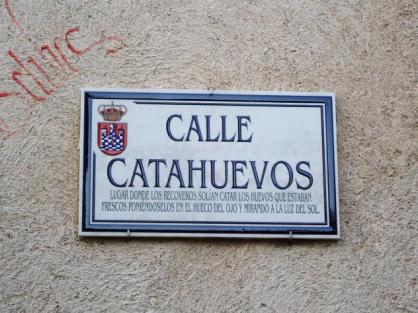 CALLE
CATAHUEVOS
LUGAR DONDE LOS RECOVEROS SOLIAN CATAR LOS HUEVOS QUE ESTABAN
FRESCOS PONIÉNDOSELOS EN EL HUECO DEL OJO Y MIRANDO A LA LUZ DEL SOL.